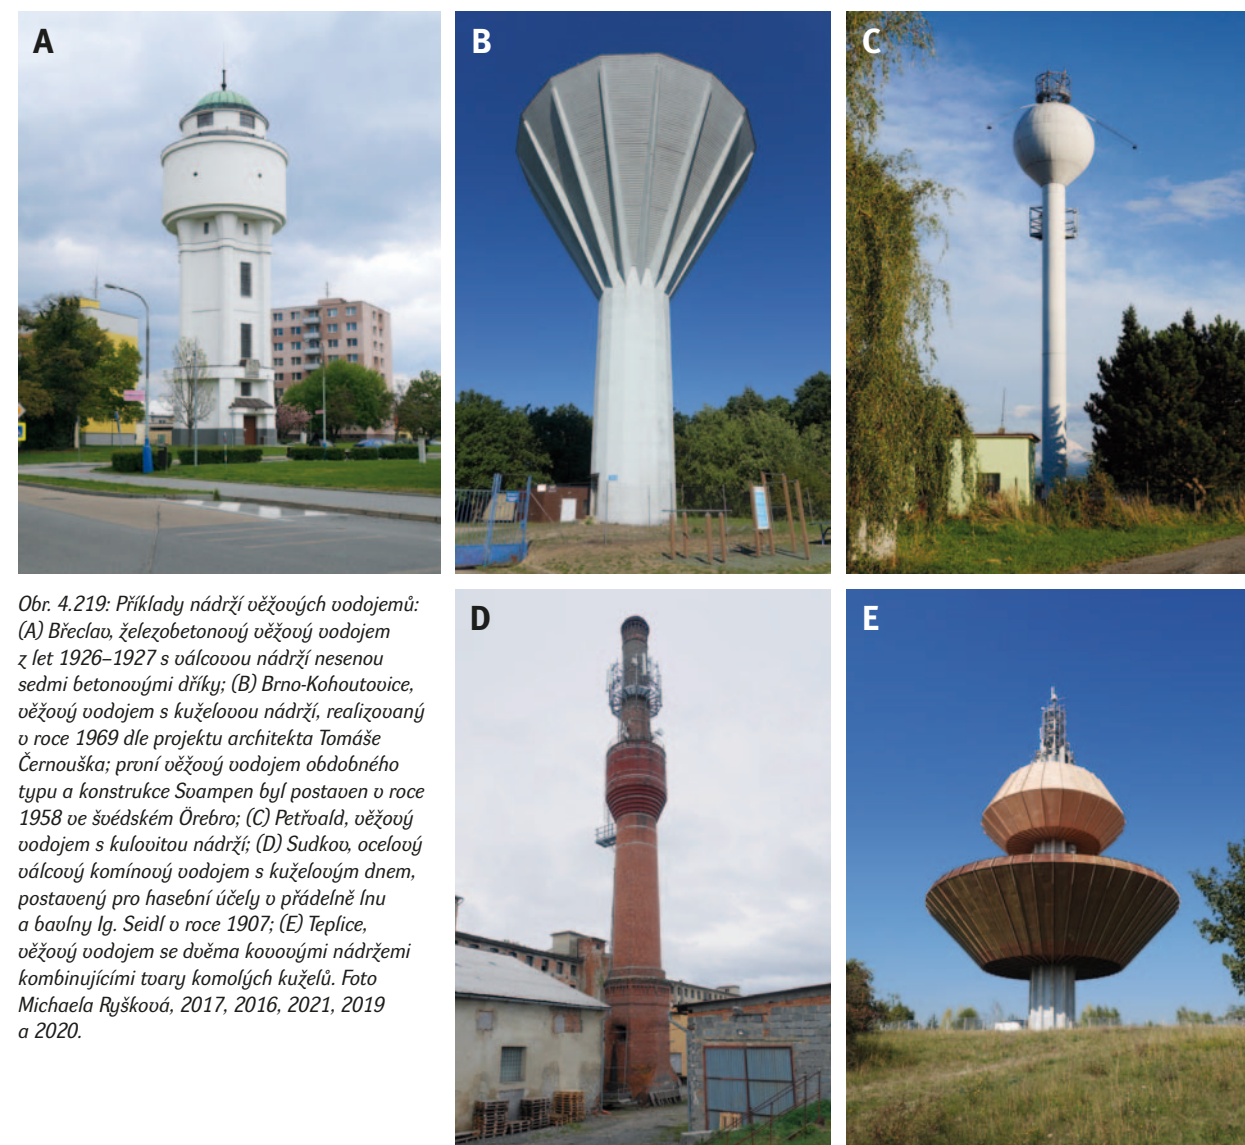 A
B
C
D
E
Obr. 4.219: Příklady nádrží věžových vodojemů:
(A) Břeclav, železobetonový věžový vodojem
z let 1926–1927 s válcovou nádrží nesenou
sedmi betonovými dříky; (B) Brno-Kohoutovice,
věžový vodojem s kuželovou nádrží, realizovaný
v roce 1969 dle projektu architekta Tomáše
Černouška; první věžový vodojem obdobného
typu a konstrukce Svampen byl postaven v roce
1958 ve švédském Örebro; (C) Petřvald, věžový
vodojem s kulovitou nádrží; (D) Sudkov, ocelový
válcový komínový vodojem s kuželovým dnem,
postavený pro hasební účely v přádelně lnu
a bavlny Ig. Seidl v roce 1907; (E) Teplice,
věžový vodojem se dvěma kovovými nádržemi
kombinujícími tvary komolých kuželů. Foto
Michaela Ryšková, 2017, 2016, 2021, 2019
a 2020.